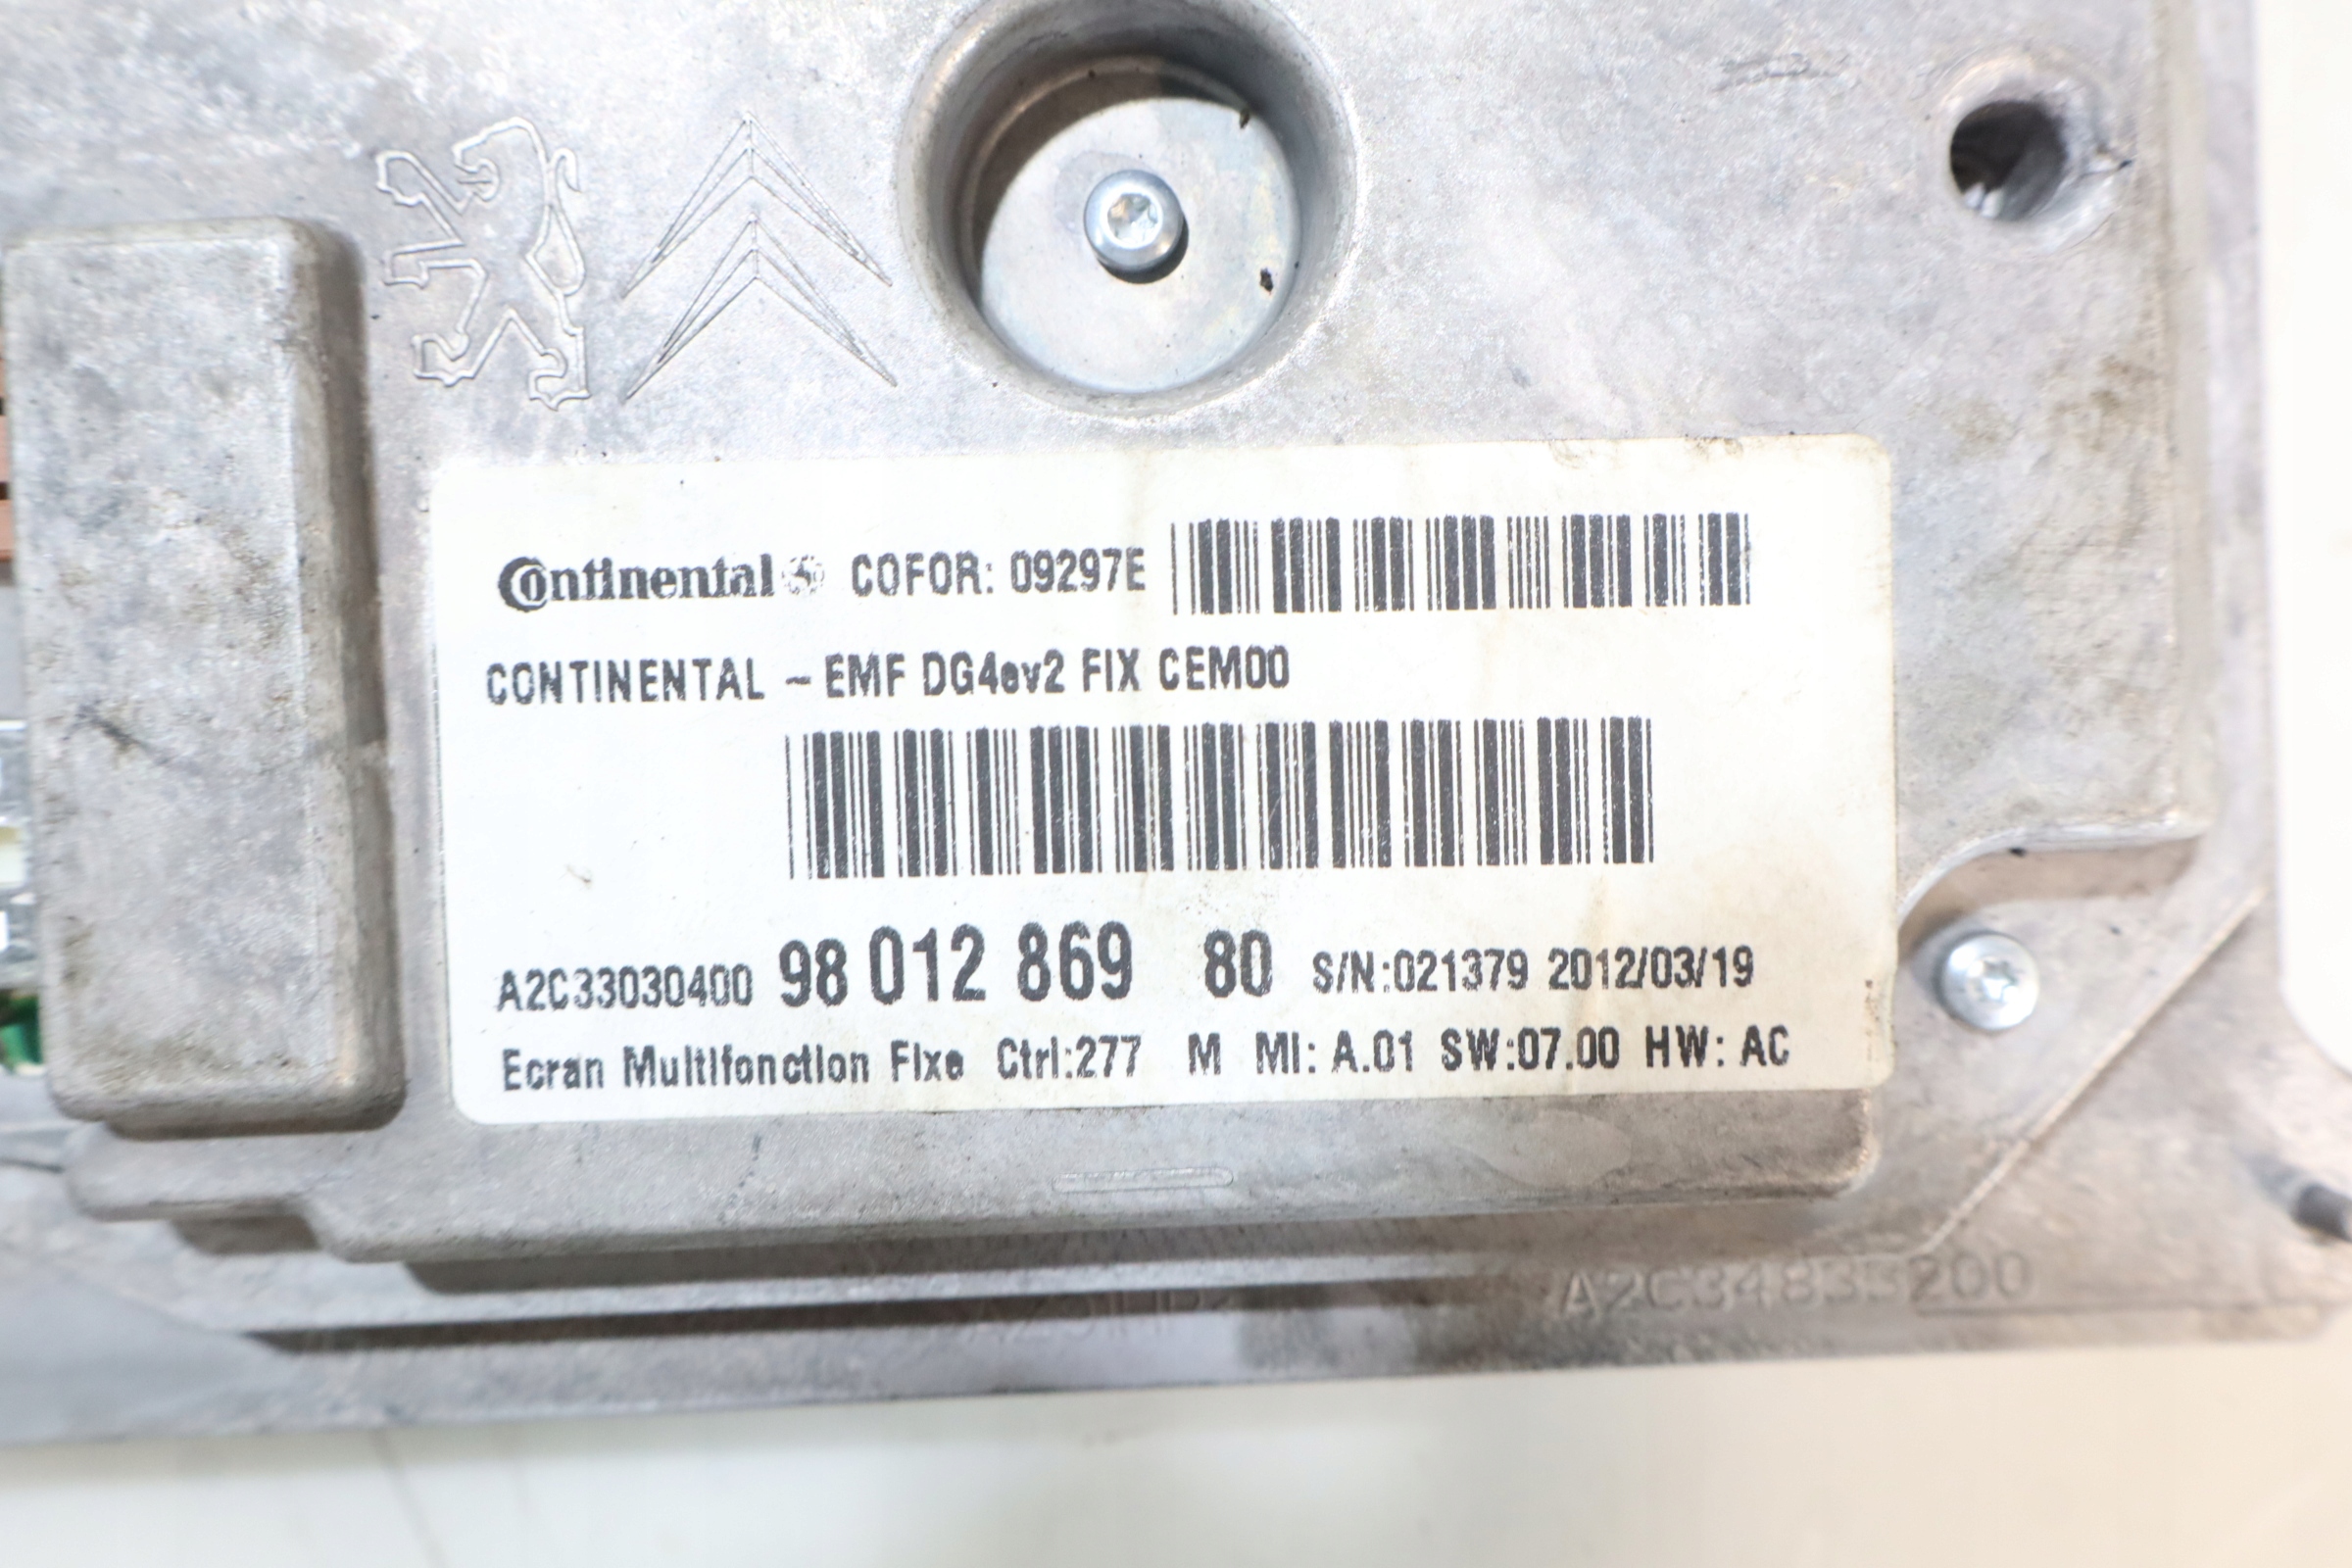 Continental COFOR: 09297E
CONTINENTAL - EMF DG4ev2 FIX CEM00
A2C33030400 98 012 869 80 S/N:021379 2012/03/19
Ecran Multifonction Fixe Ctrl:277 M MI: A.01 SW:07.00 HW: AC
A2C34833200